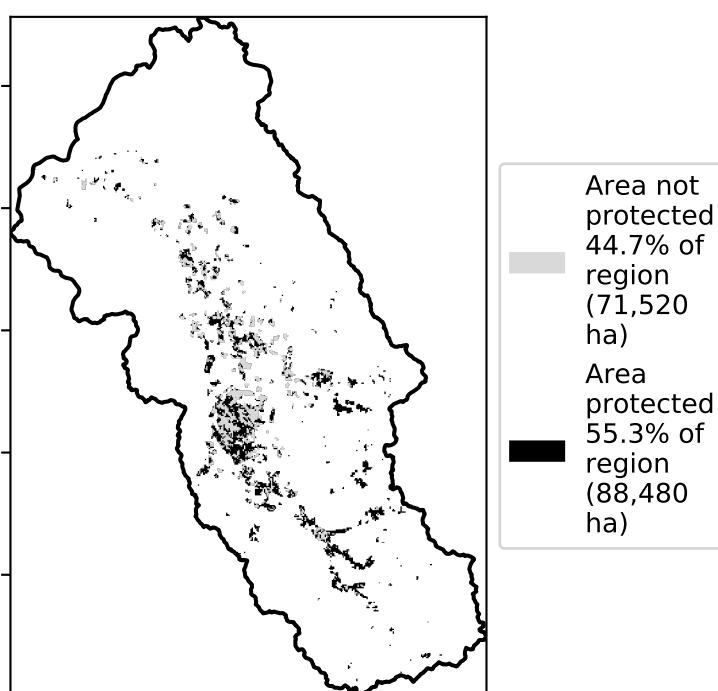 Area not
protected
44.7% of
region
(71,520
ha)
Area
protected
55.3% of
region
(88,480
ha)